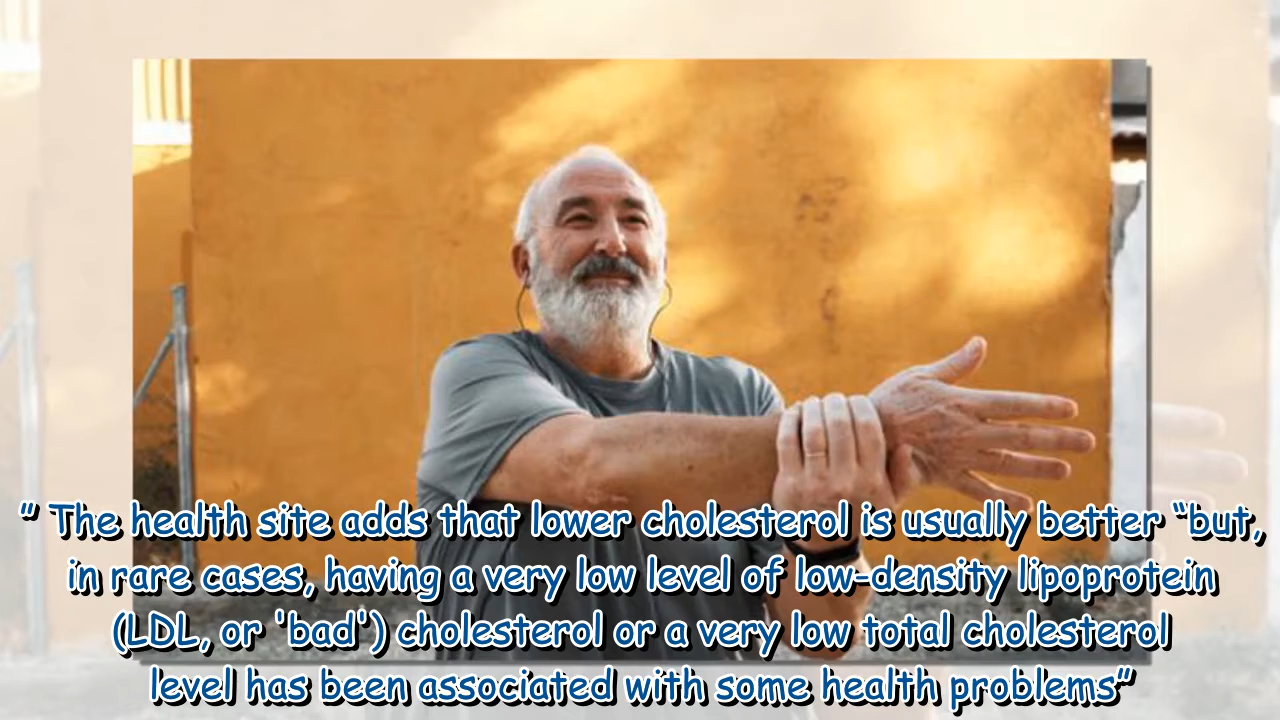 ” The health site adds that lower cholesterol is usually better “but,
in rare cases, having a very low level of low-density lipoprotein
(LDL, or 'bad') cholesterol or a very low total cholesterol
level has been associated with some health problems”